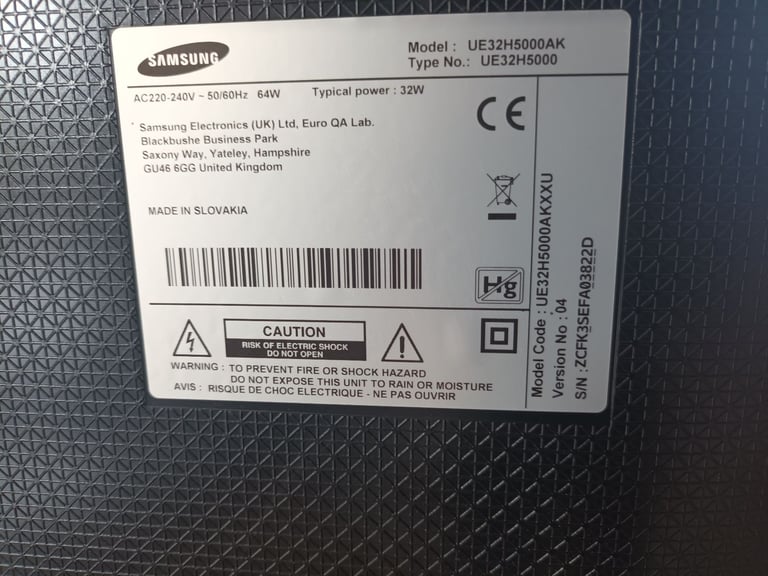 SAMSUNG
Model : UE32H5000AK
Type No.: UE32H5000
AC220-240V ~ 50/60Hz 64W Typical power : 32W
Samsung Electronics (UK) Ltd, Euro QA Lab.
Blackbushe Business Park
Saxony Way, Yateley, Hampshire
GU46 6GG United Kingdom
CE
MADE IN SLOVAKIA
Hg
CAUTION
RISK OF ELECTRIC SHOCK
DO NOT OPEN
WARNING : TO PREVENT FIRE OR SHOCK HAZARD
DO NOT EXPOSE THIS UNIT TO RAIN OR MOISTURE
AVIS : RISQUE DE CHOC ELECTRIQUE - NE PAS OUVRIR
Model Code : UE32H5000AKXXU
Version No : 04
S/N : ZCFK3SEFA03822D